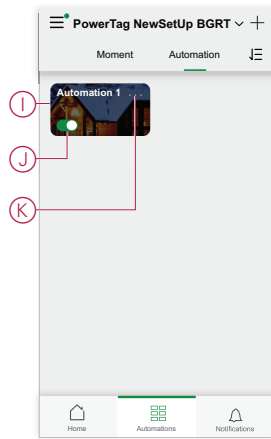 PowerTag NewSetUp BGRT
Moment Automation
I
Automation 1 ...
J
K
Home Automations Notifications